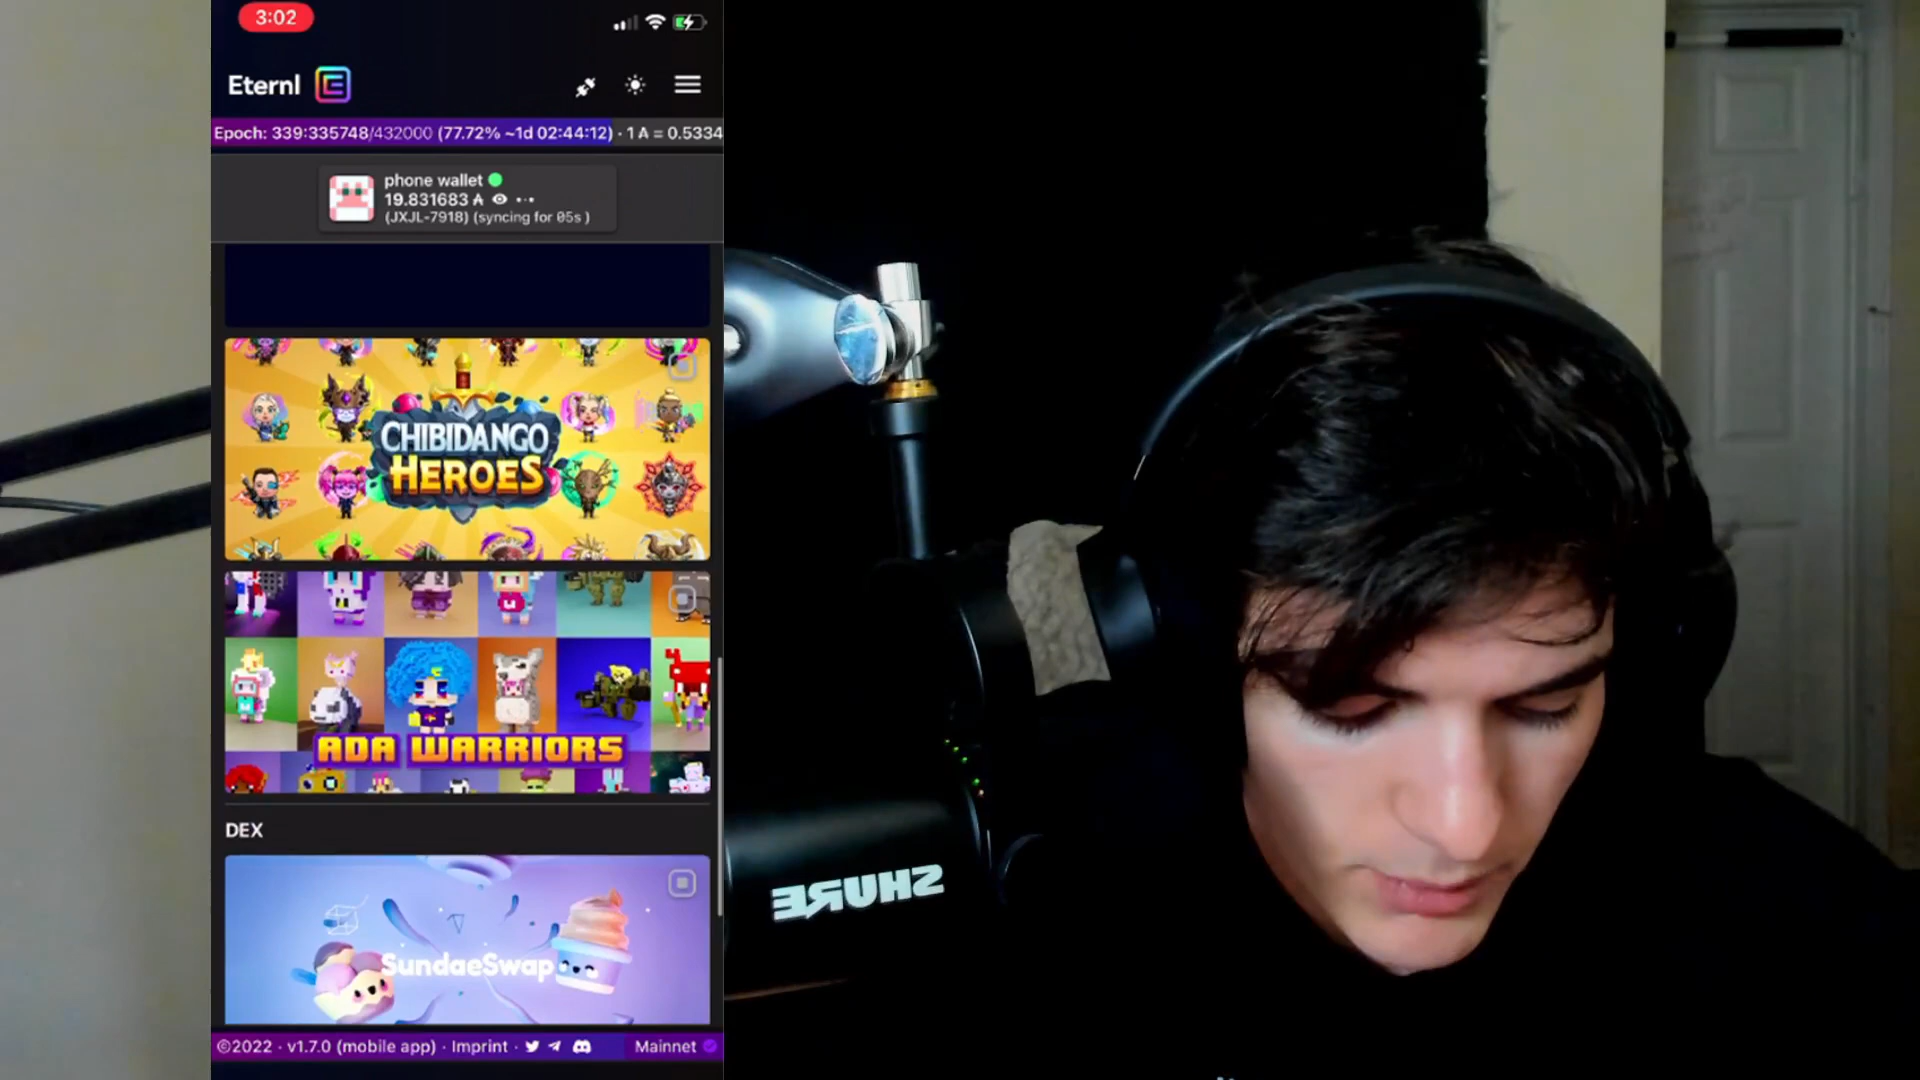 3:02
Eternl
Epoch: 339:335748/432000 (77.72% ~1d 02:44:12) · 1 ₳ = 0.5334
phone wallet
19.831683 ₳
(JXJL-7918) (syncing for 05s )
CHIBIDANGO
HEROES
ADA WARRIORS
DEX
SundaeSwap
©2022 · v1.7.0 (mobile app) · Imprint ·
Mainnet
SHURE